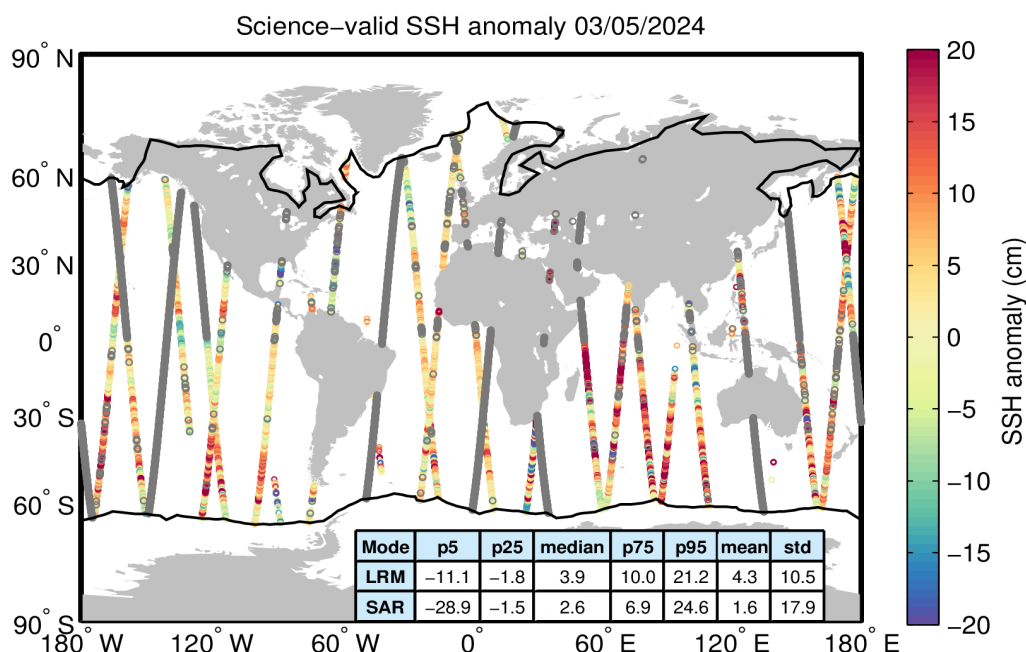 Science−valid SSH anomaly 03/05/2024
90° N
60° N
30° N
0°
30° S
60° S
90° S
180° W
120° W
60° W
0°
60° E
120° E
180° E
Mode p5 p25 median p75 p95 mean std
LRM −11.1 −1.8 3.9 10.0 21.2 4.3 10.5
SAR −28.9 −1.5 2.6 6.9 24.6 1.6 17.9
20
15
10
5
0
−5
−10
−15
−20
SSH anomaly (cm)